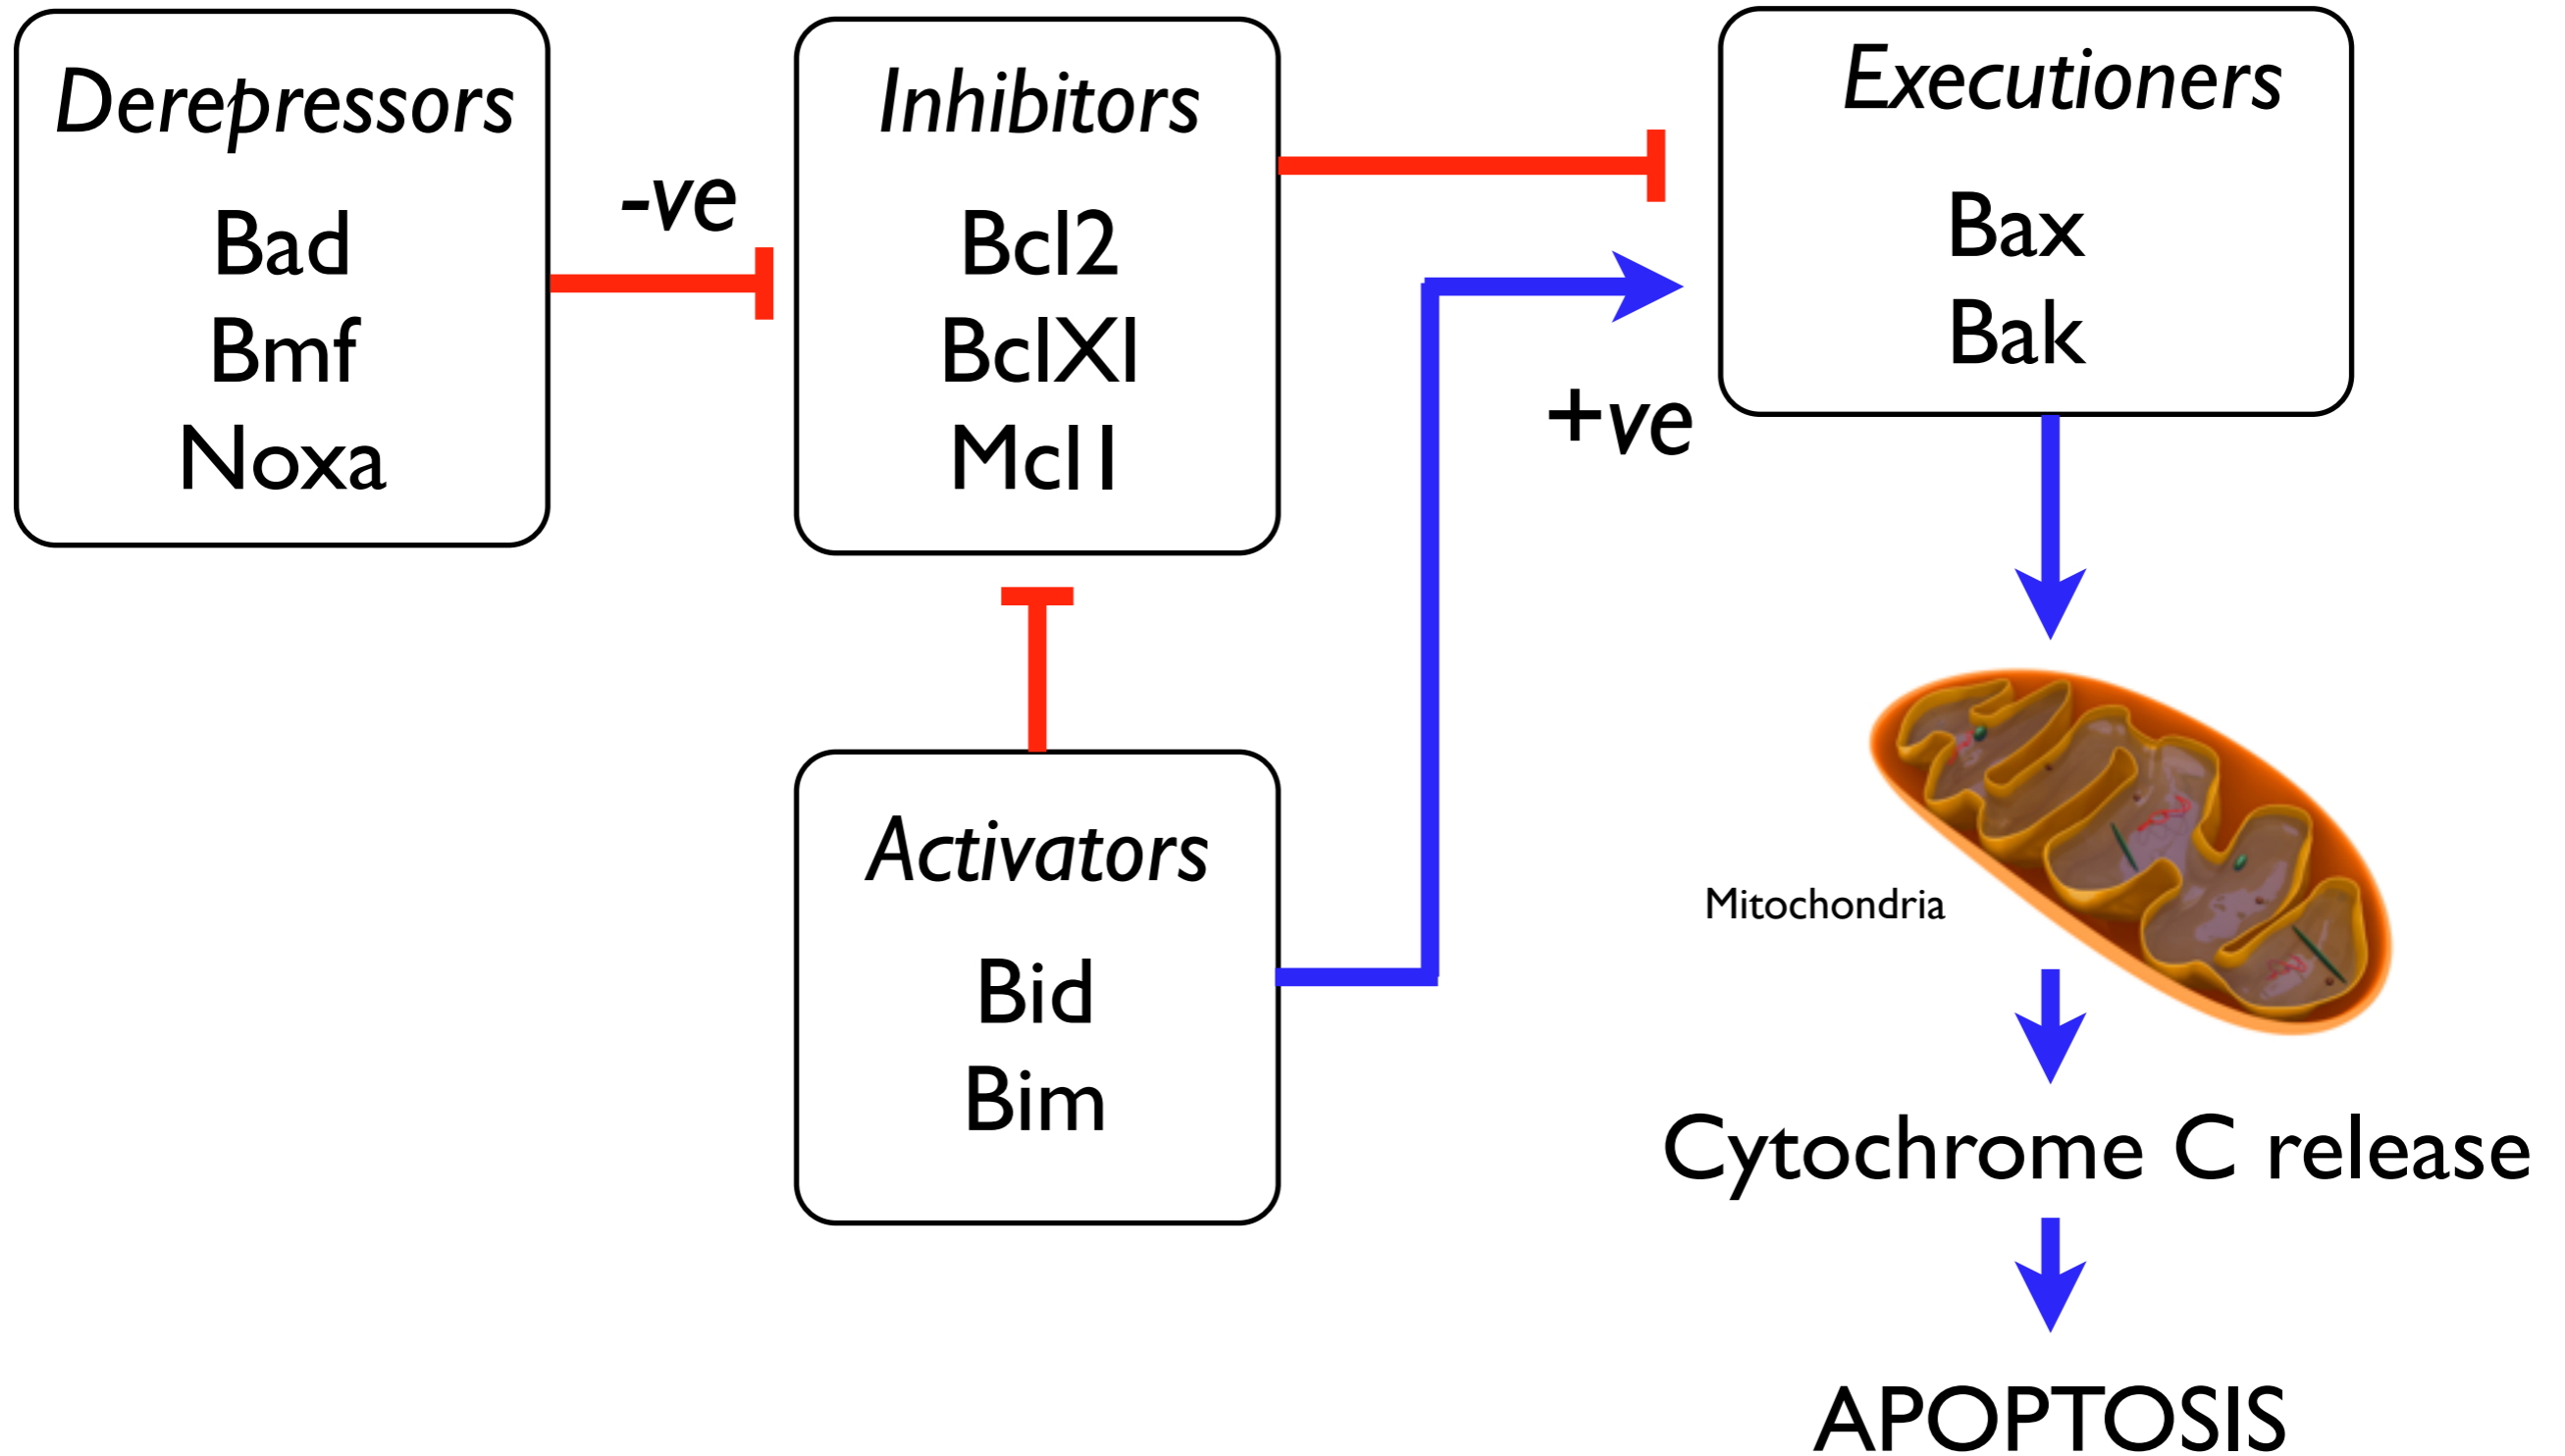 Derepressors
Bad
Bmf
Noxa
-ve
Inhibitors
Bcl2
BclXl
Mcl1
Activators
Bid
Bim
+ve
Executioners
Bax
Bak
Mitochondria
Cytochrome C release
APOPTOSIS